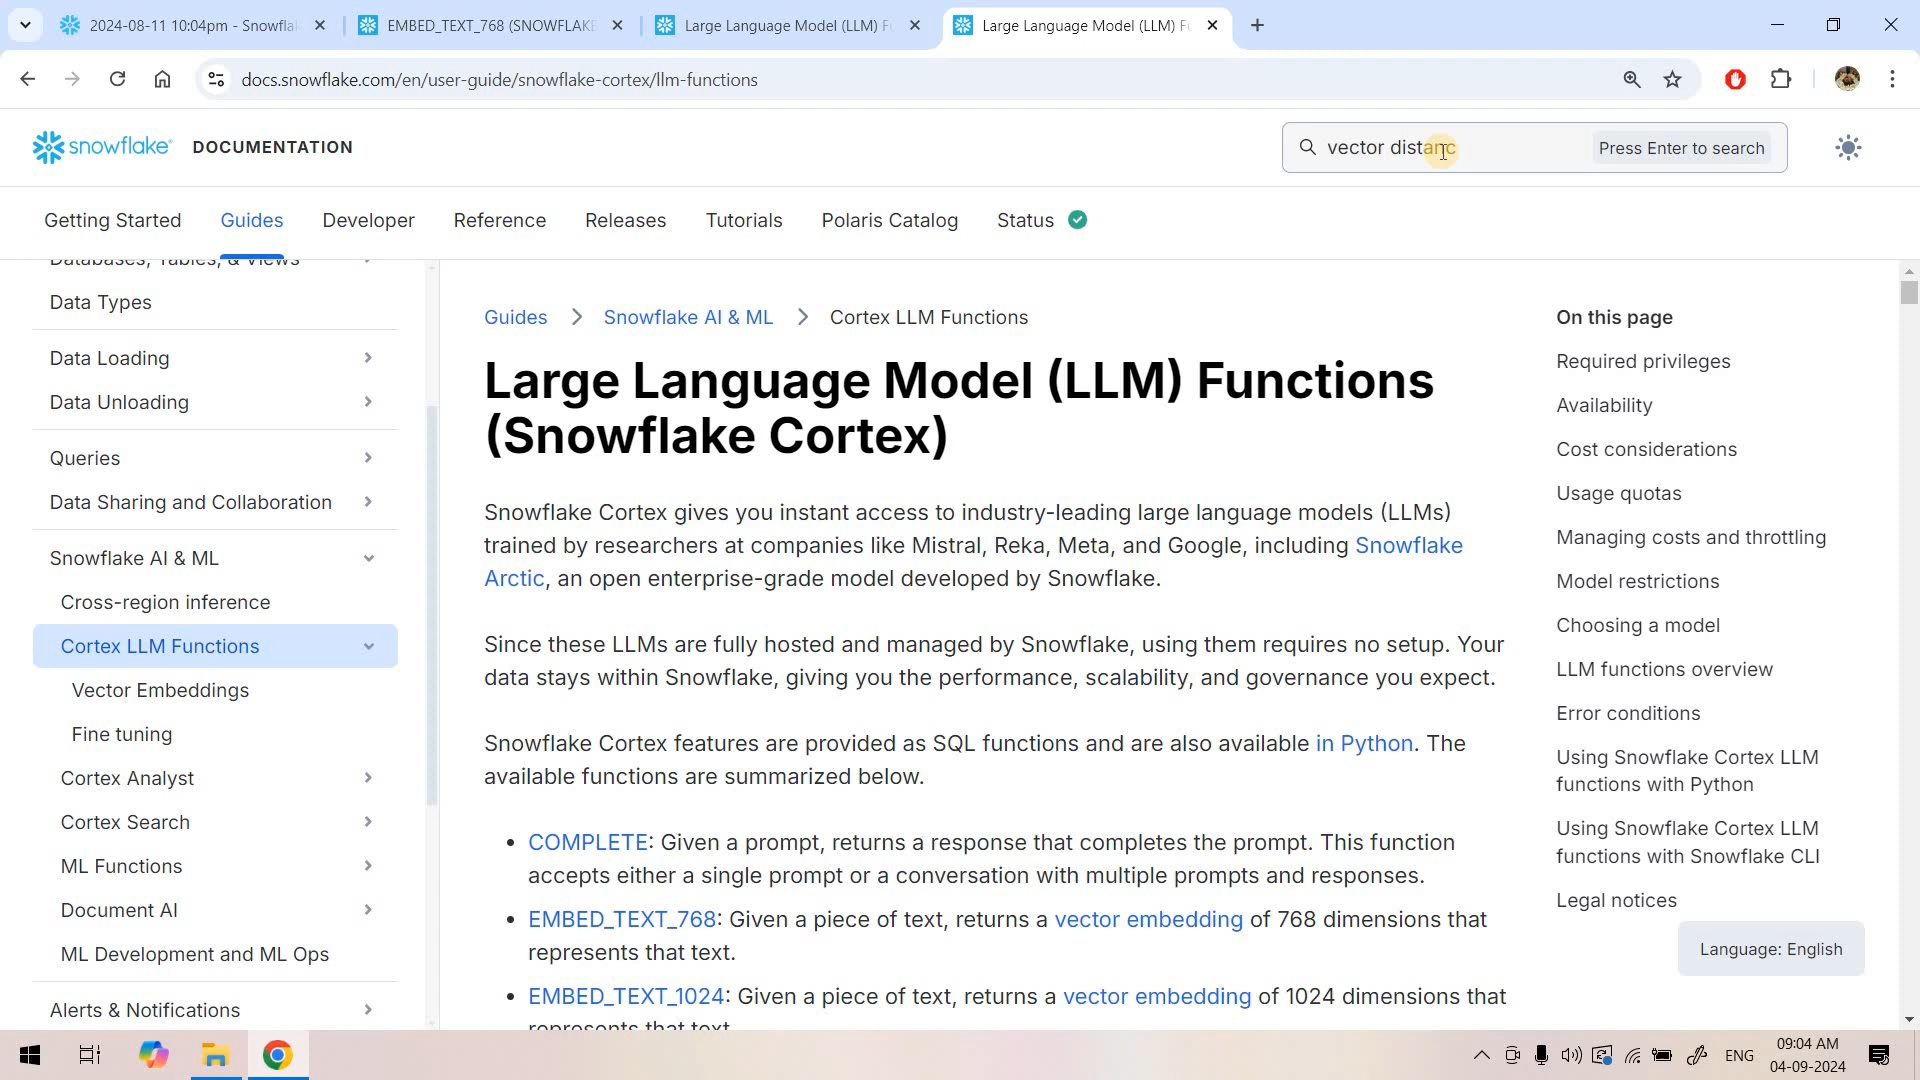 2024-08-11 10:04pm - Snowfla
EMBED_TEXT_768 (SNOWFLAKE
Large Language Model (LLM) F
Large Language Model (LLM) F
docs.snowflake.com/en/user-guide/snowflake-cortex/llm-functions
snowflake DOCUMENTATION
vector distanc
Press Enter to search
Getting Started
Guides
Developer
Reference
Releases
Tutorials
Polaris Catalog
Status
Databases, Tables, & Views
Data Types
Data Loading
Data Unloading
Queries
Data Sharing and Collaboration
Snowflake AI & ML
Cross-region inference
Cortex LLM Functions
Vector Embeddings
Fine tuning
Cortex Analyst
Cortex Search
ML Functions
Document AI
ML Development and ML Ops
Alerts & Notifications
Guides
Snowflake AI & ML
Cortex LLM Functions
Large Language Model (LLM) Functions
(Snowflake Cortex)
Snowflake Cortex gives you instant access to industry-leading large language models (LLMs)
trained by researchers at companies like Mistral, Reka, Meta, and Google, including Snowflake
Arctic, an open enterprise-grade model developed by Snowflake.
Since these LLMs are fully hosted and managed by Snowflake, using them requires no setup. Your
data stays within Snowflake, giving you the performance, scalability, and governance you expect.
Snowflake Cortex features are provided as SQL functions and are also available in Python. The
available functions are summarized below.
• COMPLETE: Given a prompt, returns a response that completes the prompt. This function
accepts either a single prompt or a conversation with multiple prompts and responses.
• EMBED_TEXT_768: Given a piece of text, returns a vector embedding of 768 dimensions that
represents that text.
• EMBED_TEXT_1024: Given a piece of text, returns a vector embedding of 1024 dimensions that
represents that text.
On this page
Required privileges
Availability
Cost considerations
Usage quotas
Managing costs and throttling
Model restrictions
Choosing a model
LLM functions overview
Error conditions
Using Snowflake Cortex LLM
functions with Python
Using Snowflake Cortex LLM
functions with Snowflake CLI
Legal notices
Language: English
ENG
09:04 AM
04-09-2024